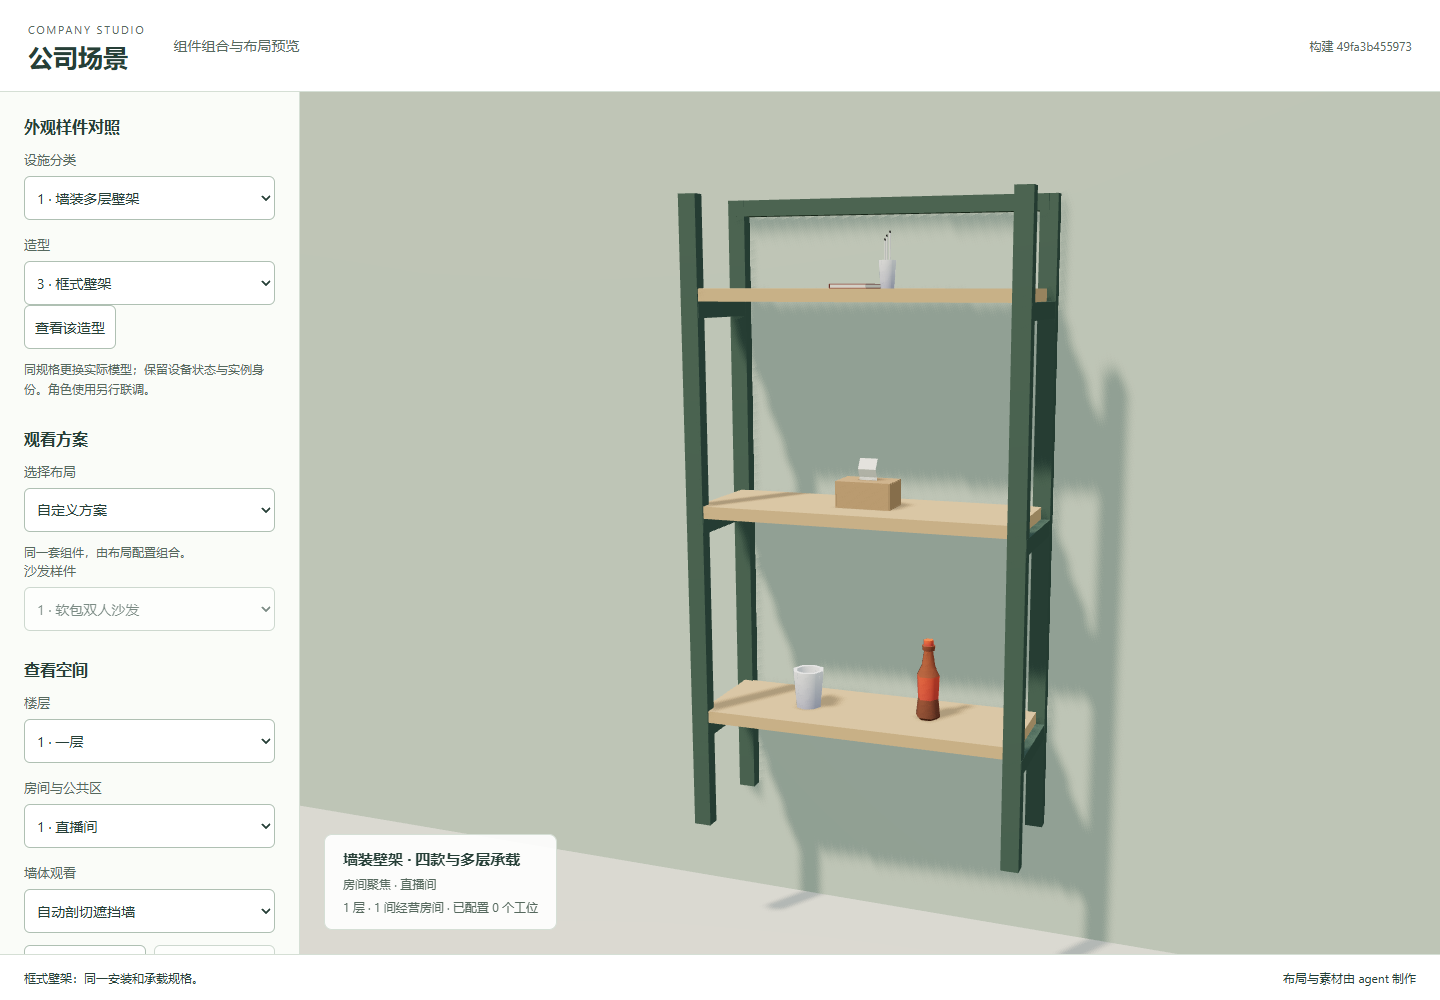 COMPANY STUDIO
公司场景
组件组合与布局预览
构建 49fa3b455973
外观样件对照
设施分类
1 · 墙装多层壁架
造型
3 · 框式壁架
查看该造型
同规格更换实际模型；保留设备状态与实例身
份。角色使用另行联调。
观看方案
选择布局
自定义方案
同一套组件，由布局配置组合。
沙发样件
1 · 软包双人沙发
查看空间
楼层
1 · 一层
房间与公共区
1 · 直播间
墙体观看
自动剖切遮挡墙
墙装壁架 · 四款与多层承载
房间聚焦 · 直播间
1 层 · 1 间经营房间 · 已配置 0 个工位
框式壁架：同一安装和承载规格。
布局与素材由 agent 制作